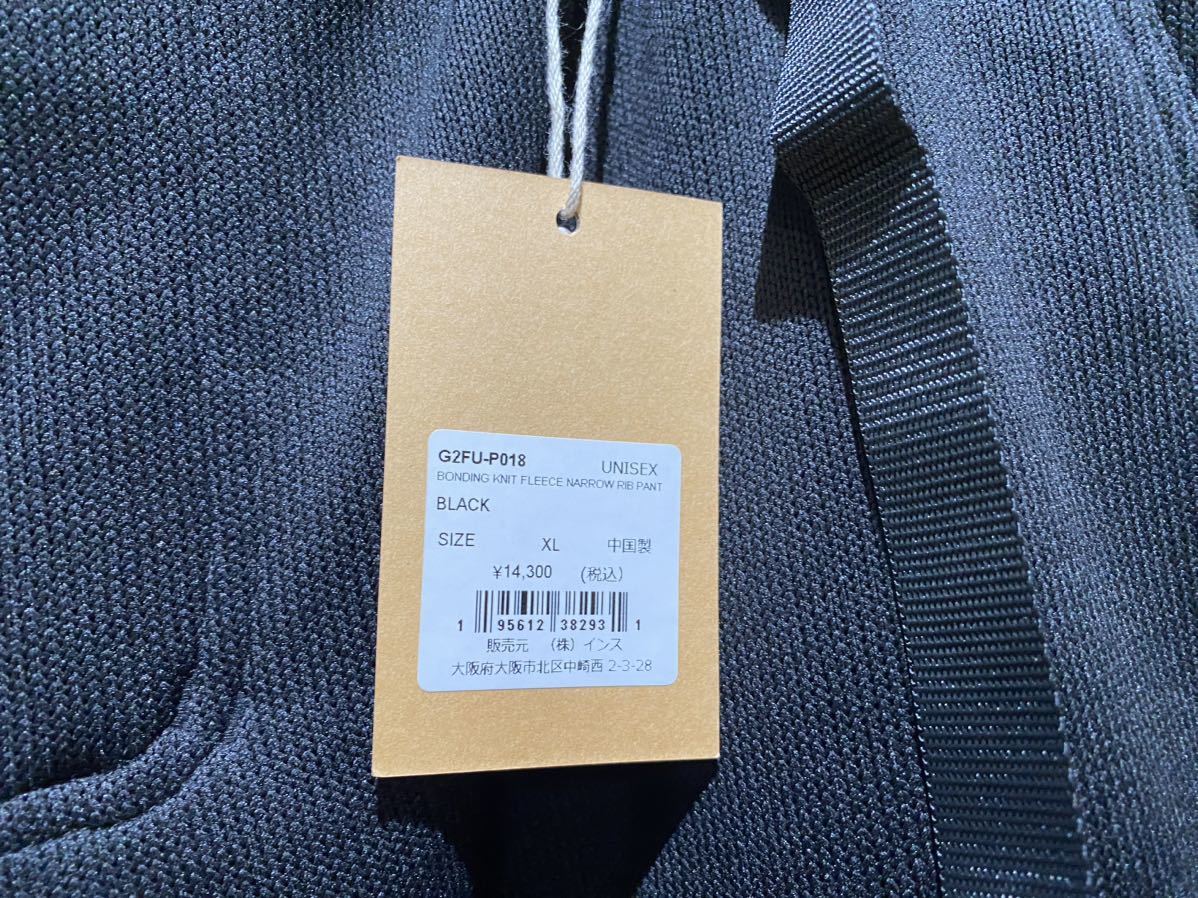 G2FU-P018 UNISEX
BONDING KNIT FLEECE NARROW RIB PANT
BLACK
SIZE XL 中国製
¥14,300 (税込)
1 95612 38293 1
販売元 (株)インス
大阪府大阪市北区中崎西 2-3-28